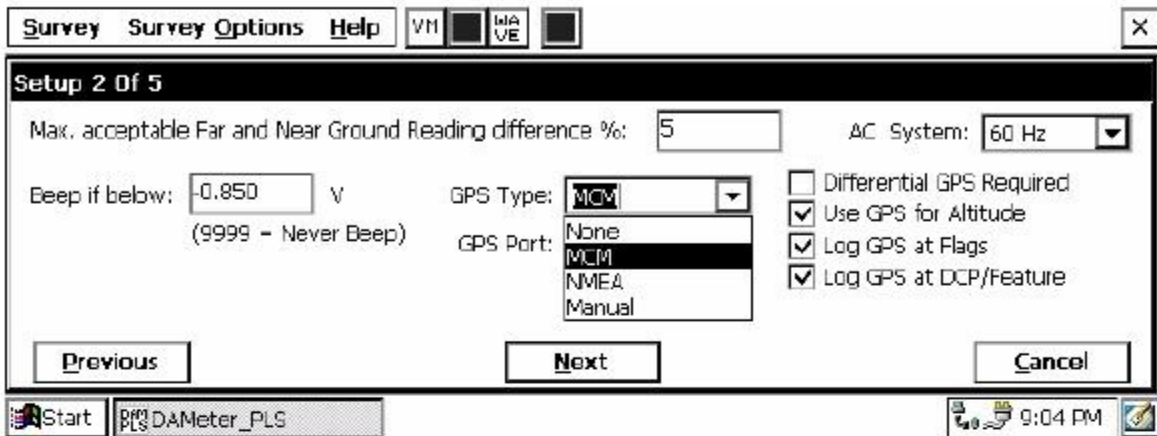 Survey Survey Options Help VM WAVE
Setup 2 Of 5
Max. acceptable Far and Near Ground Reading difference %: 5 AC System: 60 Hz
Beep if below: -0.850 V GPS Type: MCM
(9999 = Never Beep) GPS Port:
None
MCM
NMEA
Manual
Differential GPS Required
Use GPS for Altitude
Log GPS at Flags
Log GPS at DCP/Feature
Previous Next Cancel
Start DAMeter_PLS 9:04 PM